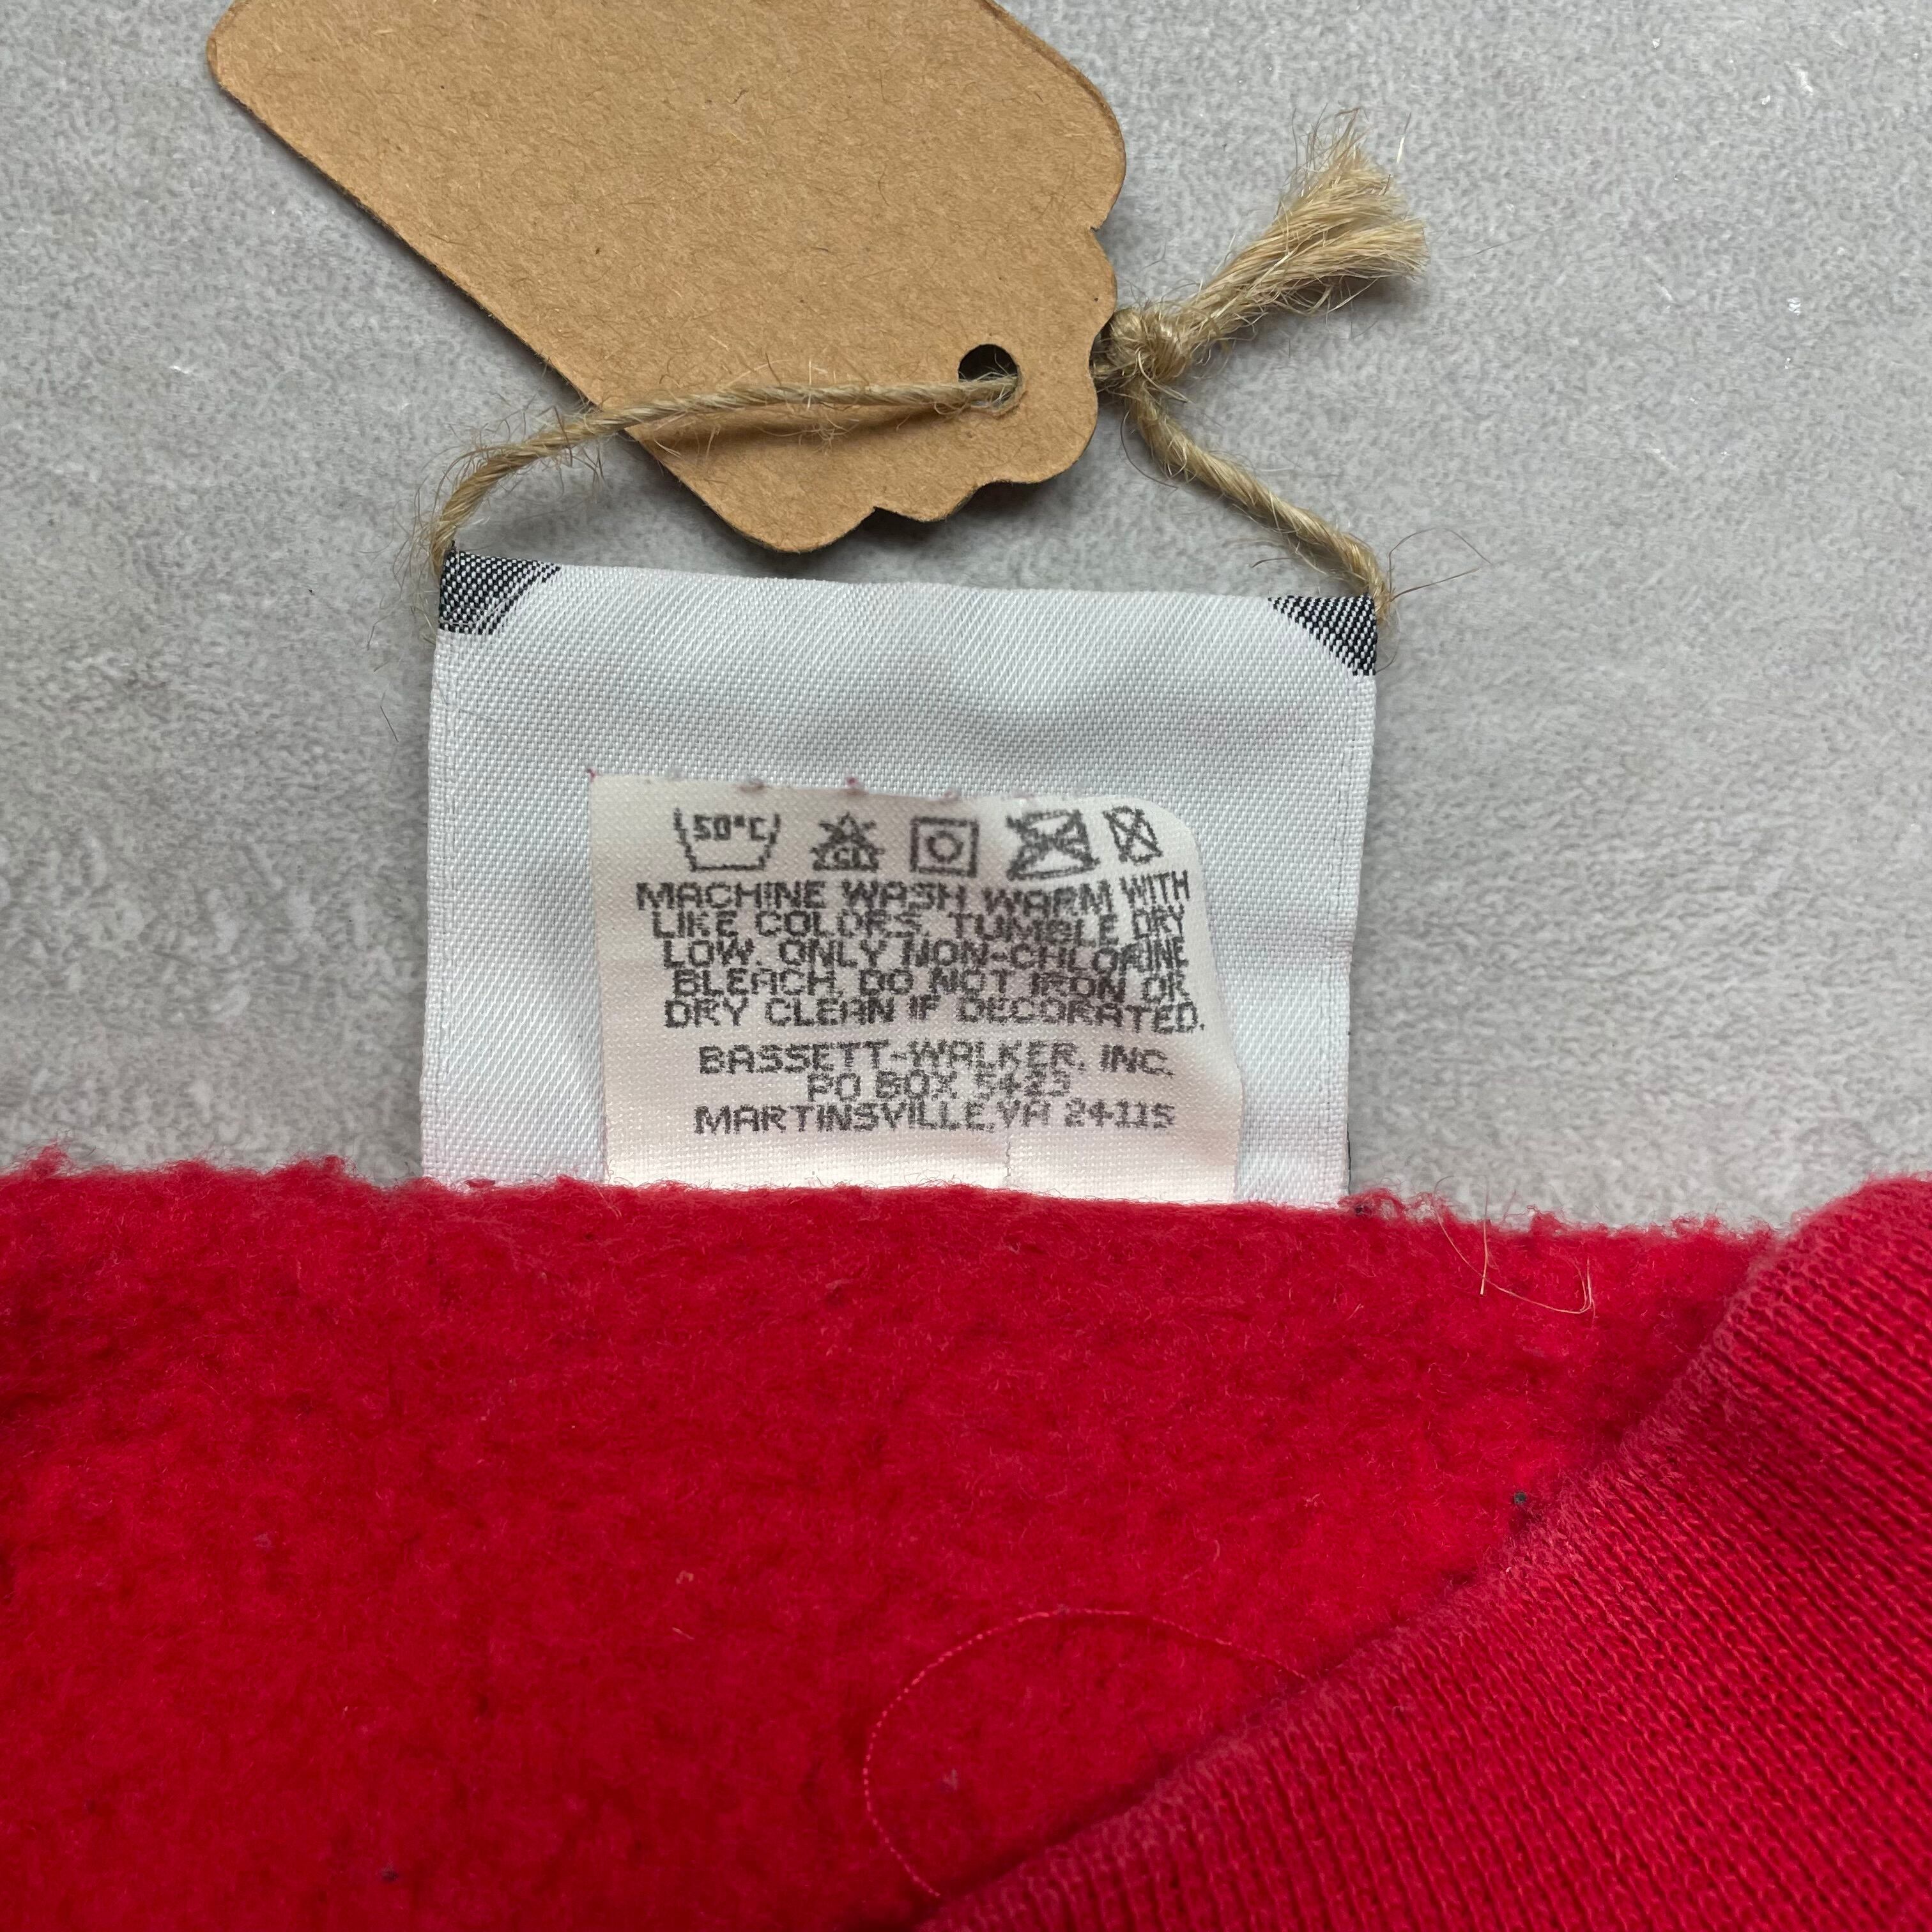 50°C
CL
MACHINE WASH WARM WITH
LIKE COLORS. TUMBLE DRY
LOW. ONLY NON-CHLORINE
BLEACH. DO NOT IRON OR
DRY CLEAN IF DECORATED.
BASSETT-WALKER, INC.
PO BOX 5423
MARTINSVILLE,VA 24115